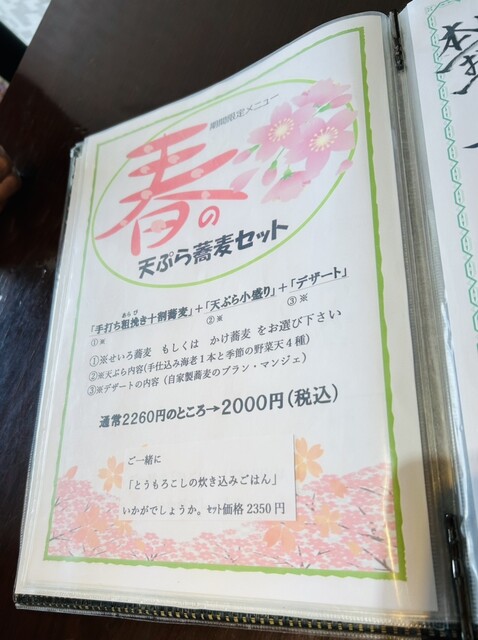 期間限定メニュー
春の
天ぷら蕎麦セット
あらび
「手打ち粗挽き十割蕎麦」+「天ぷら小盛り」+「デザート」
①※ ②※ ③※
①※せいろ蕎麦 もしくは かけ蕎麦 をお選び下さい
②※天ぷら内容(手仕込み海老1本と季節の野菜天4種)
③※デザートの内容(自家製蕎麦のブラン・マンジェ)
通常2260円のところ→2000円(税込)
ご一緒に
「とうもろこしの炊き込みごはん」
いかがでしょうか。セット価格2350円
本